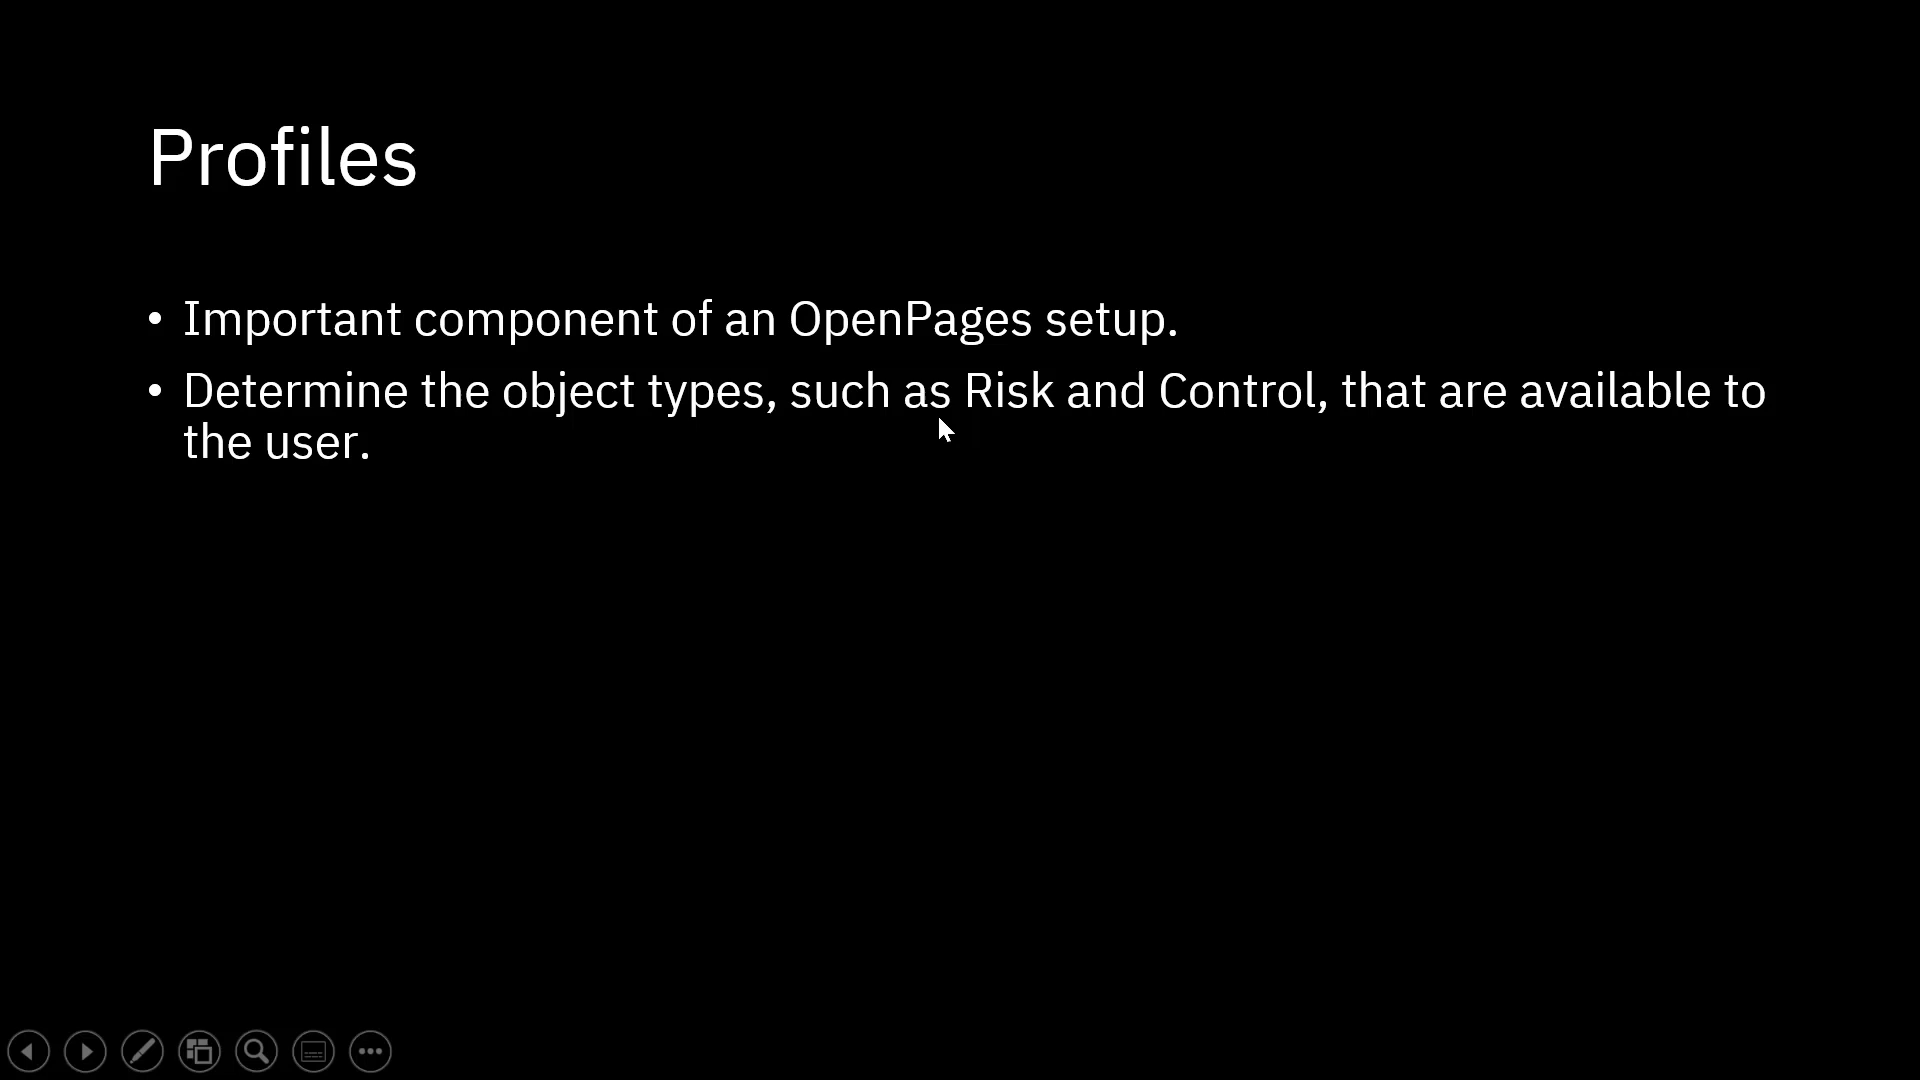 Profiles
• Important component of an OpenPages setup.
• Determine the object types, such as Risk and Control, that are available to
the user.